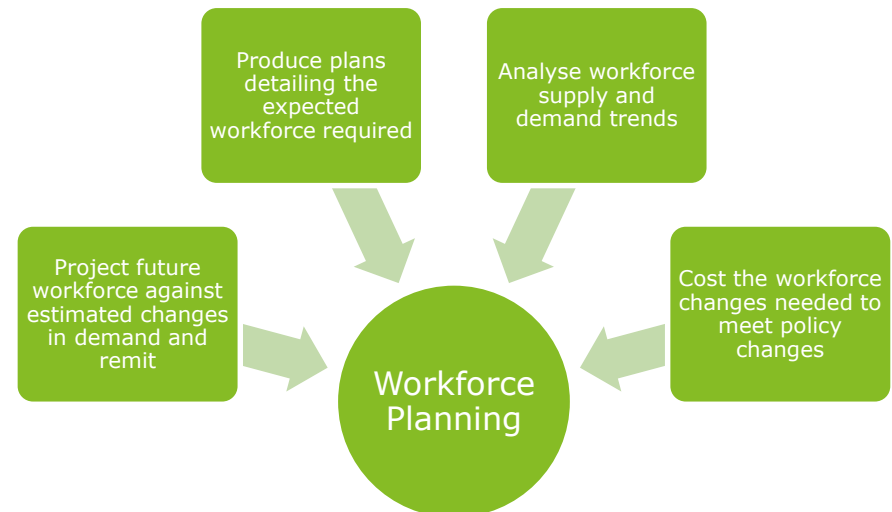 Produce plans
detailing the
expected
workforce required
Analyse workforce
supply and
demand trends
Project future
workforce against
estimated changes
in demand and
remit
Cost the workforce
changes needed to
meet policy
changes
Workforce
Planning